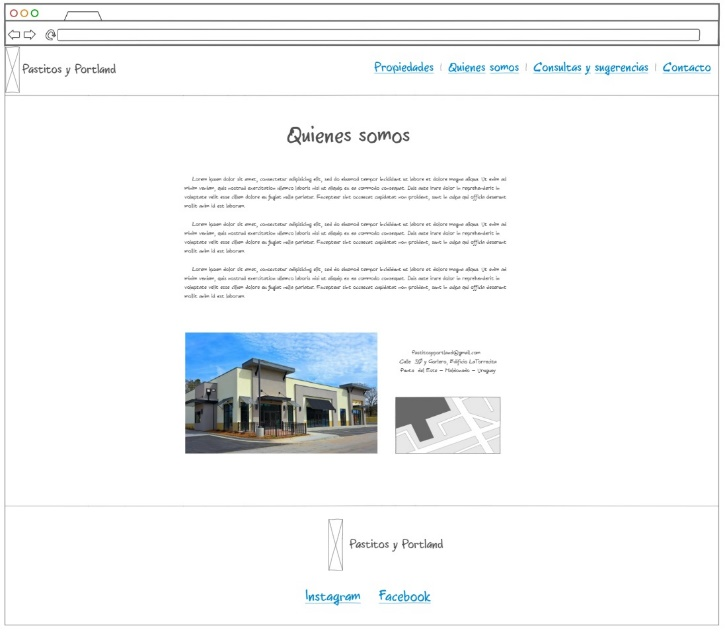 Pastitos y Portland
Propiedades | Quienes somos | Consultas y sugerencias | Contacto
Quienes somos
Lorem ipsum dolor sit amet, consectetur adipisicing elit, sed do eiusmod tempor incididunt ut labore et dolore magna aliqua. Ut enim ad
minim veniam, quis nostrud exercitation ullamco laboris nisi ut aliquip ex ea commodo consequat. Duis aute irure dolor in reprehenderit in
voluptate velit esse cillum dolore eu fugiat nulla pariatur. Excepteur sint occaecat cupidatat non proident, sunt in culpa qui officia deserunt
mollit anim id est laborum.
Lorem ipsum dolor sit amet, consectetur adipisicing elit, sed do eiusmod tempor incididunt ut labore et dolore magna aliqua. Ut enim ad
minim veniam, quis nostrud exercitation ullamco laboris nisi ut aliquip ex ea commodo consequat. Duis aute irure dolor in reprehenderit in
voluptate velit esse cillum dolore eu fugiat nulla pariatur. Excepteur sint occaecat cupidatat non proident, sunt in culpa qui officia deserunt
mollit anim id est laborum.
Lorem ipsum dolor sit amet, consectetur adipisicing elit, sed do eiusmod tempor incididunt ut labore et dolore magna aliqua. Ut enim ad
minim veniam, quis nostrud exercitation ullamco laboris nisi ut aliquip ex ea commodo consequat. Duis aute irure dolor in reprehenderit in
voluptate velit esse cillum dolore eu fugiat nulla pariatur. Excepteur sint occaecat cupidatat non proident, sunt in culpa qui officia deserunt
mollit anim id est laborum.
Pastitosyportland@gmail.com
Calle y Gorlero, Edificio
Punta del Este - Maldonado - Uruguay
Pastitos y Portland
Instagram Facebook